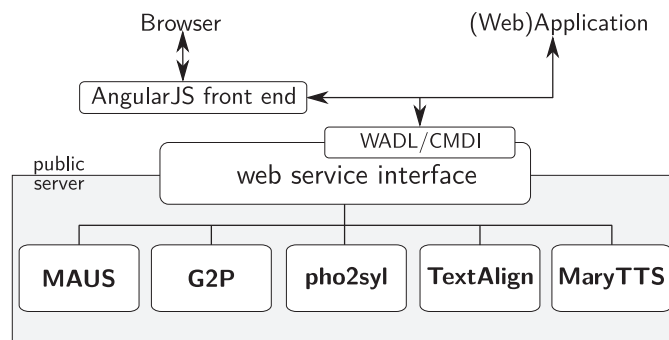 Browser
(Web)Application
AngularJS front end
WADL/CMDI
public
server
web service interface
MAUS
G2P
pho2syl
TextAlign
MaryTTS